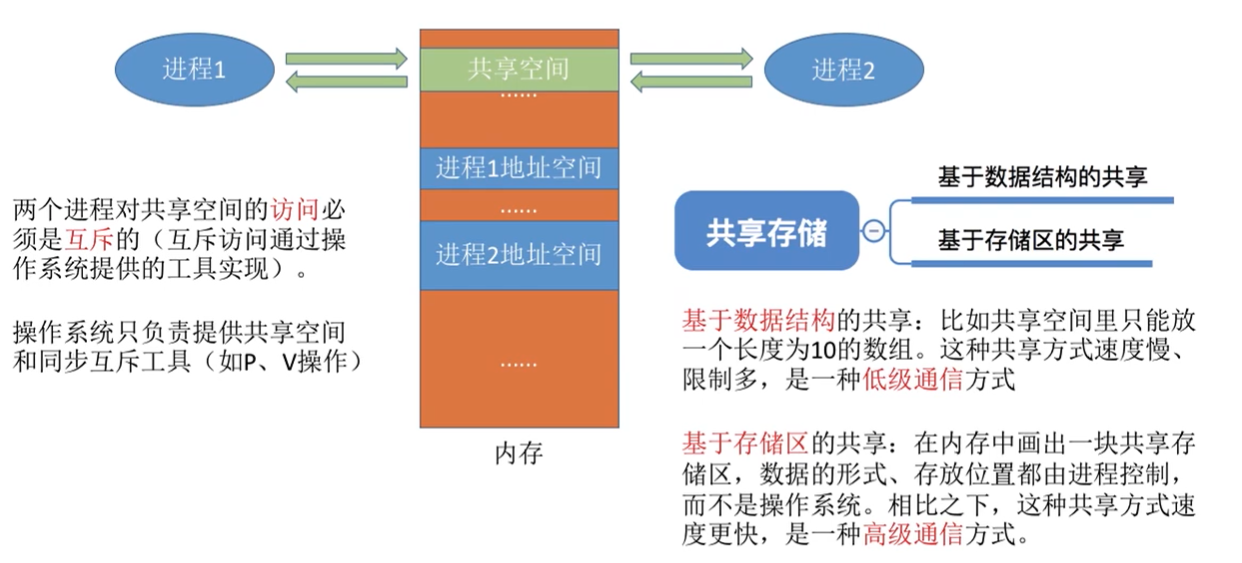 进程1
共享空间
进程2
......
进程1地址空间
......
进程2地址空间
......
内存
两个进程对共享空间的访问必
须是互斥的（互斥访问通过操
作系统提供的工具实现）。
操作系统只负责提供共享空间
和同步互斥工具（如P、V操作）
共享存储
基于数据结构的共享
基于存储区的共享
基于数据结构的共享：比如共享空间里只能放
一个长度为10的数组。这种共享方式速度慢、
限制多，是一种低级通信方式
基于存储区的共享：在内存中画出一块共享存
储区，数据的形式、存放位置都由进程控制，
而不是操作系统。相比之下，这种共享方式速
度更快，是一种高级通信方式。